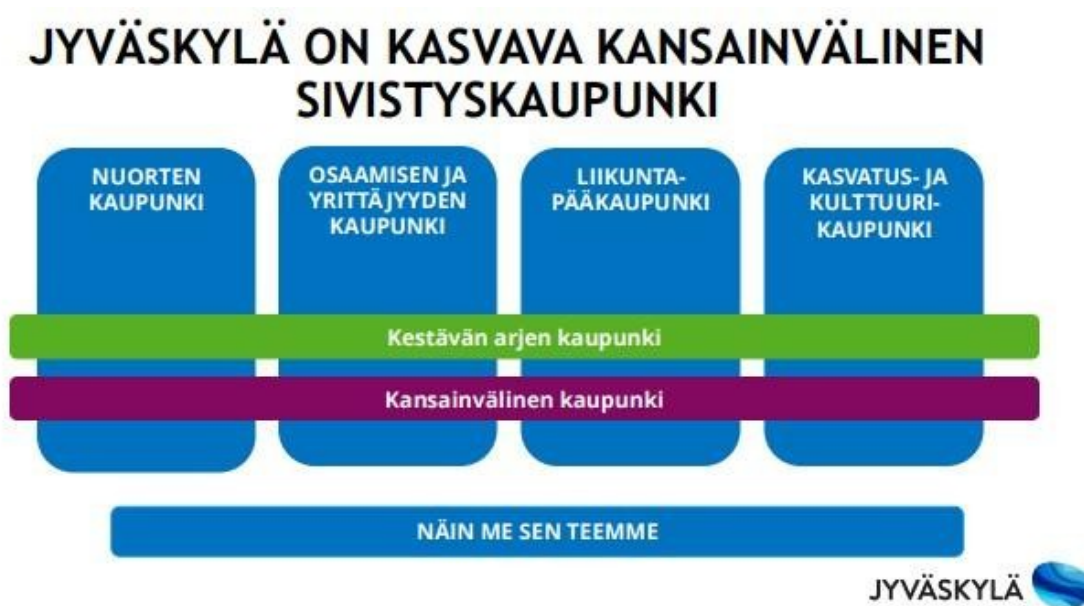 JYVÄSKYLÄ ON KASVAVA KANSAINVÄLINEN
SIVISTYSKAUPUNKI
NUORTEN
KAUPUNKI
OSAAMISEN JA
YRITTÄJYYDEN
KAUPUNKI
LIIKUNTA-
PÄÄKAUPUNKI
KASVATUS- JA
KULTTUURI-
KAUPUNKI
Kestävän arjen kaupunki
Kansainvälinen kaupunki
NÄIN ME SEN TEEMME
JYVÄSKYLÄ